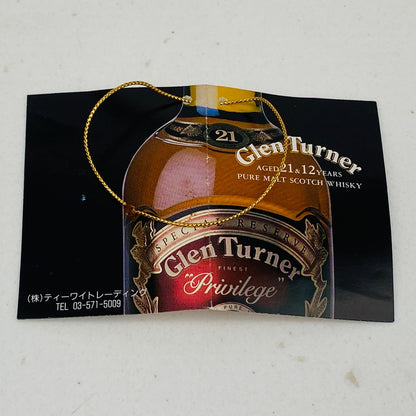 21
Glen Turner
AGED 21 & 12 YEARS
PURE MALT SCOTCH WHISKY
SPECIAL RESERVE
Glen Turner
FINEST
"Privilege"
PURE
(株)ティーワイトレーディング
TEL 03-571-5009